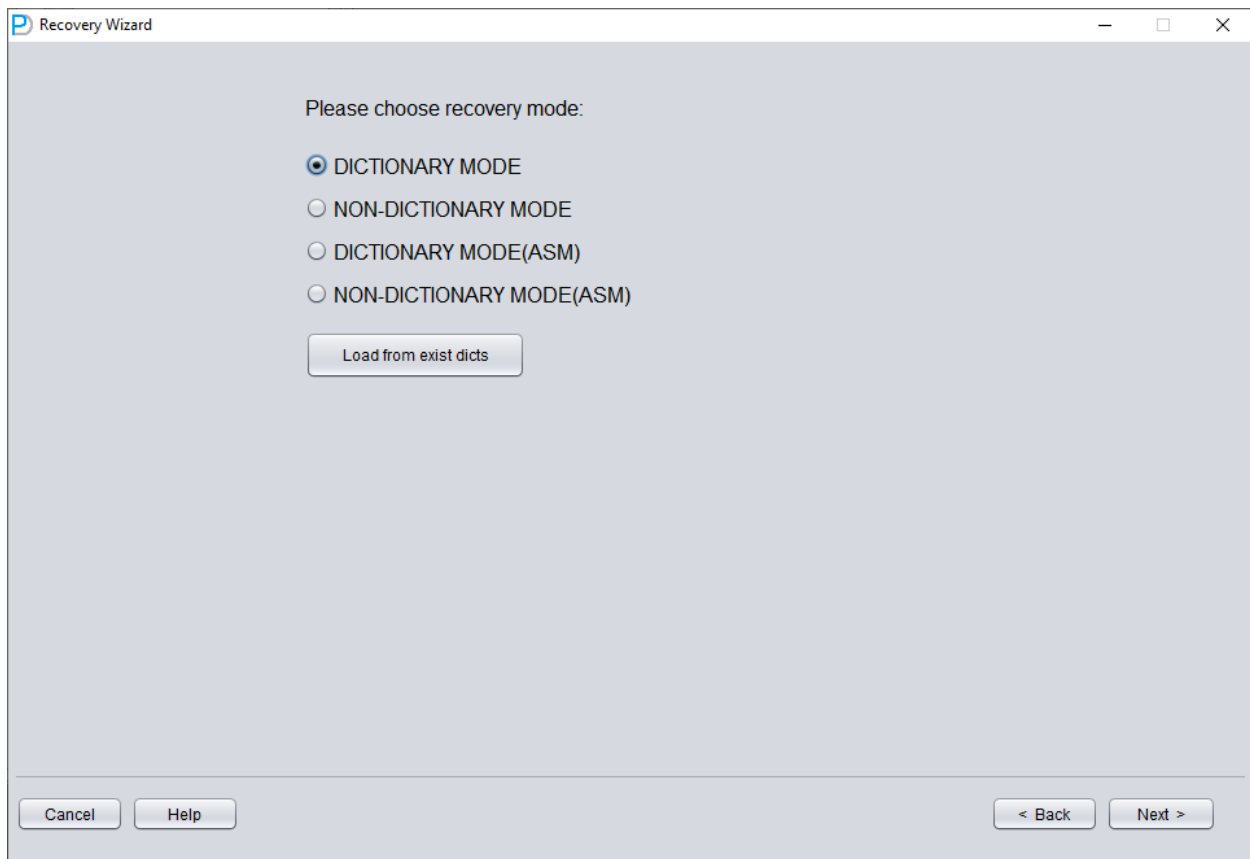 Recovery Wizard
Please choose recovery mode:
DICTIONARY MODE
NON-DICTIONARY MODE
DICTIONARY MODE(ASM)
NON-DICTIONARY MODE(ASM)
Load from exist dicts
Cancel Help < Back Next >